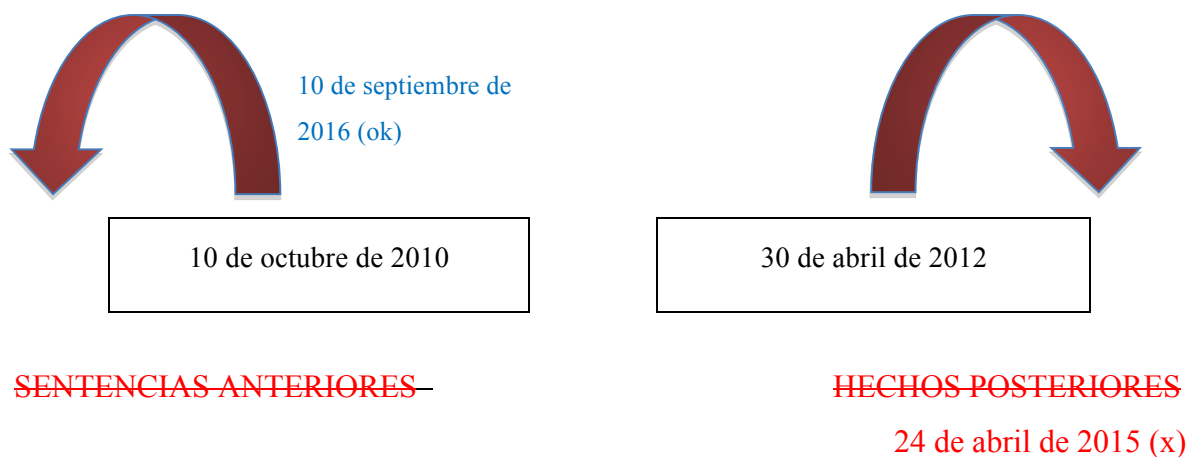 10 de septiembre de
2016 (ok)
10 de octubre de 2010
30 de abril de 2012
SENTENCIAS ANTERIORES
HECHOS POSTERIORES
24 de abril de 2015 (x)